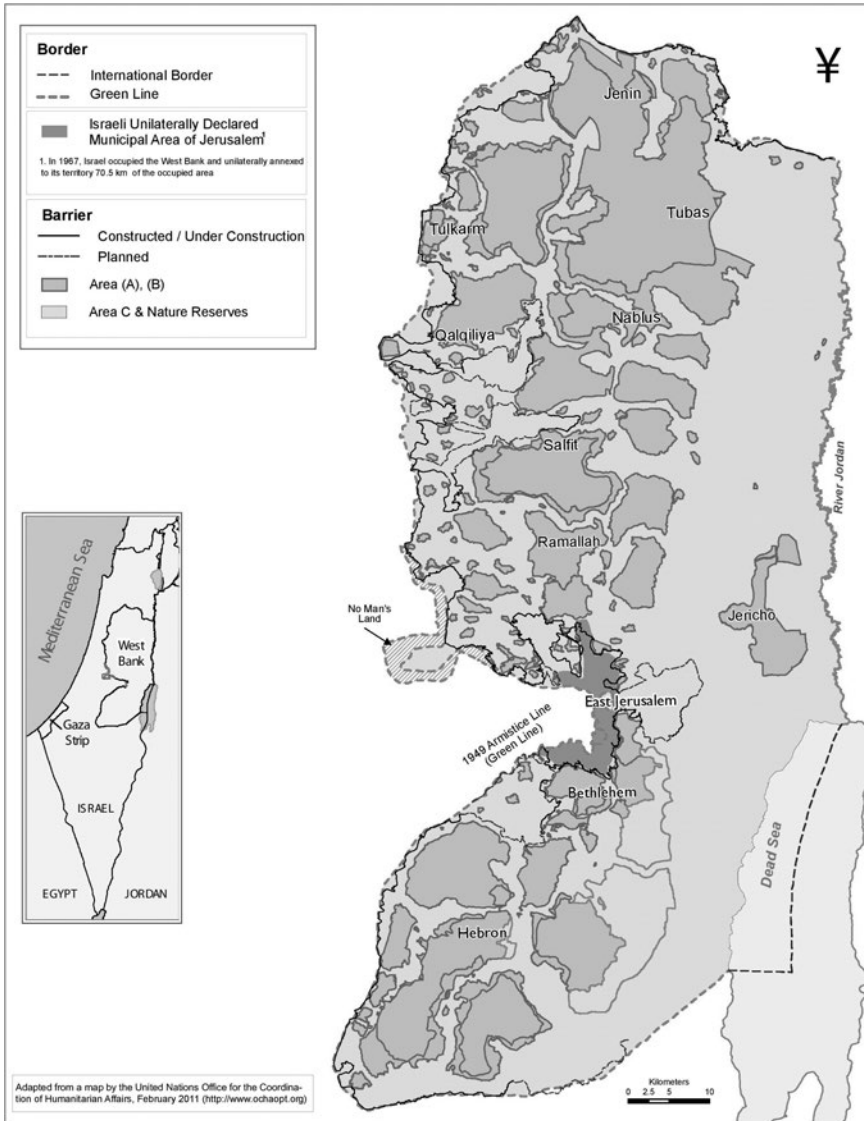 Border
International Border
Green Line
Israeli Unilaterally Declared
Municipal Area of Jerusalem¹
1. In 1967, Israel occupied the West Bank and unilaterally annexed
to its territory 70.5 km of the occupied area
Barrier
Constructed / Under Construction
Planned
Area (A), (B)
Area C & Nature Reserves
¥
Jenin
Tubas
Tulkarm
Nablus
Qalqiliya
Salfit
River Jordan
Ramallah
No Man's
Land
Jericho
East Jerusalem
1949 Armistice Line
(Green Line)
Bethlehem
Dead Sea
Hebron
Mediterranean Sea
West
Bank
Gaza
Strip
ISRAEL
EGYPT
JORDAN
Kilometers
0 2.5 5 10
Adapted from a map by the United Nations Office for the Coordina-
tion of Humanitarian Affairs, February 2011 (http://www.ochaopt.org)